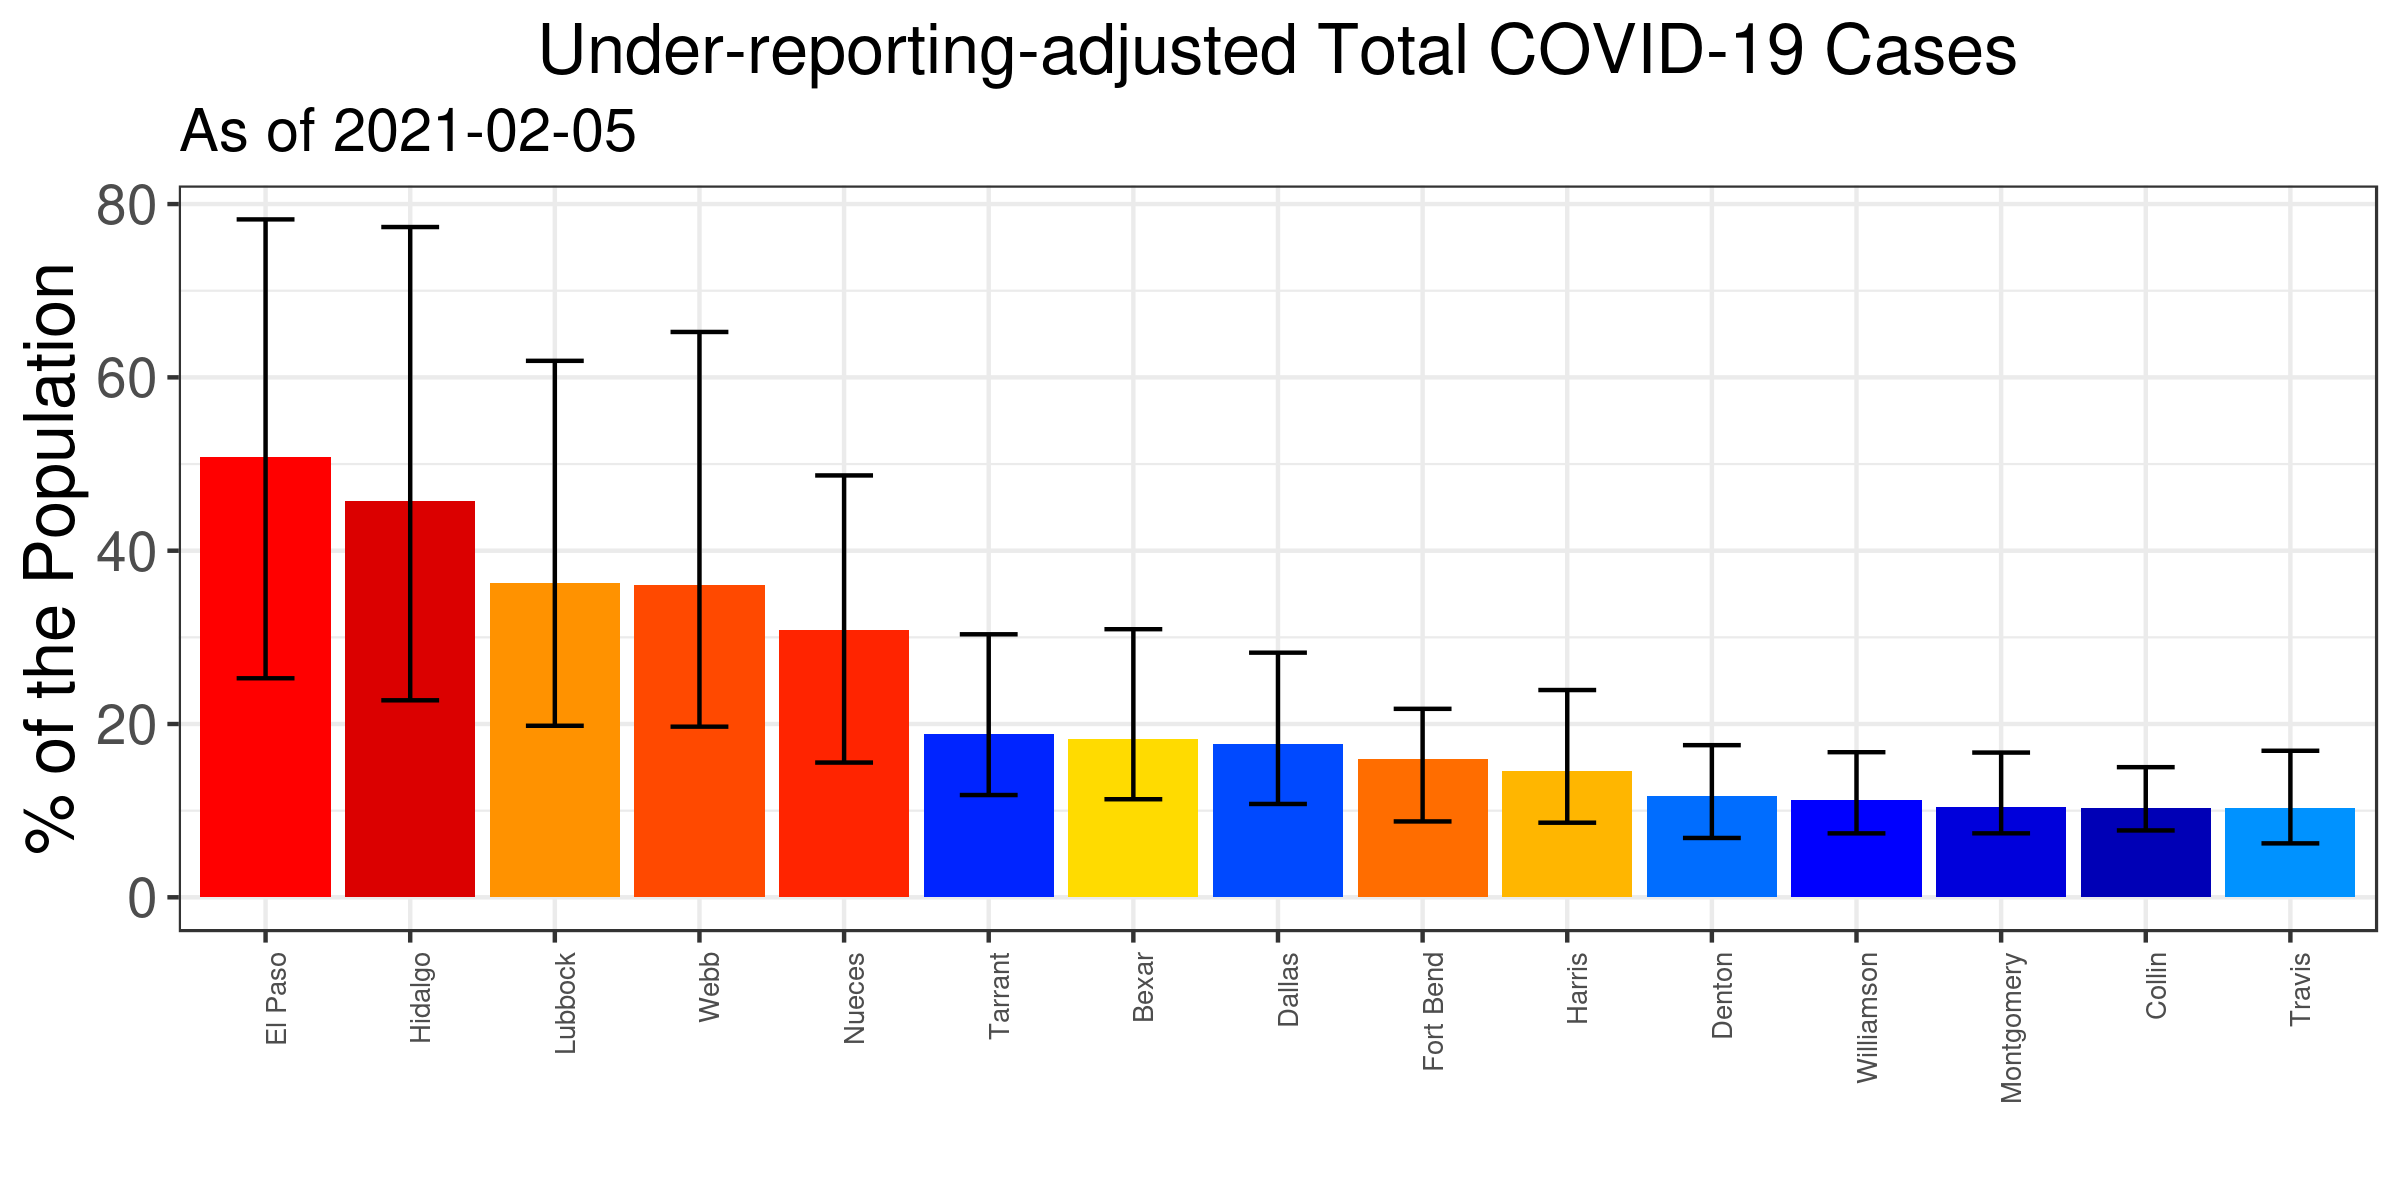 Under-reporting-adjusted Total COVID-19 Cases
As of 2021-02-05
% of the Population
80
60
40
20
0
El Paso
Hidalgo
Lubbock
Webb
Nueces
Tarrant
Bexar
Dallas
Fort Bend
Harris
Denton
Williamson
Montgomery
Collin
Travis